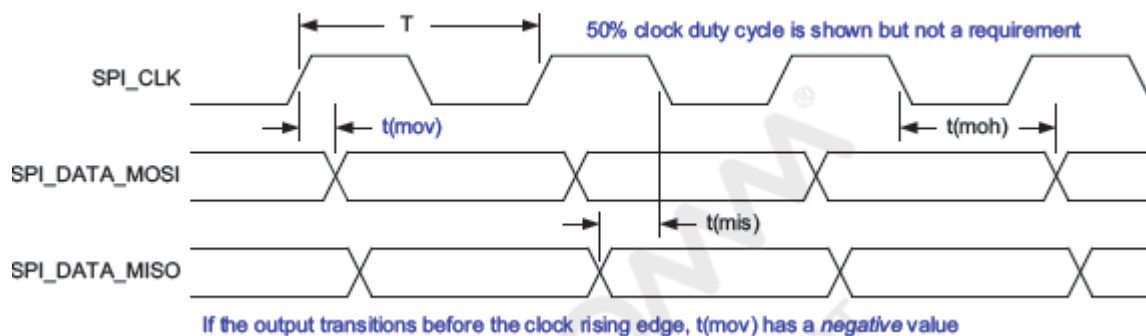 T
50% clock duty cycle is shown but not a requirement
SPI_CLK
t(mov)
t(moh)
SPI_DATA_MOSI
t(mis)
SPI_DATA_MISO
If the output transitions before the clock rising edge, t(mov) has a negative value